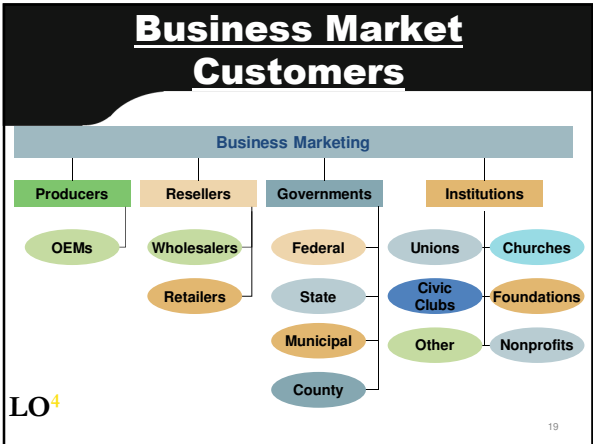 Business Market
Customers
Business Marketing
Producers
Resellers
Governments
Institutions
OEMs
Wholesalers
Federal
Unions
Churches
Retailers
State
Civic
Clubs
Foundations
Municipal
Other
Nonprofits
County
LO4
19